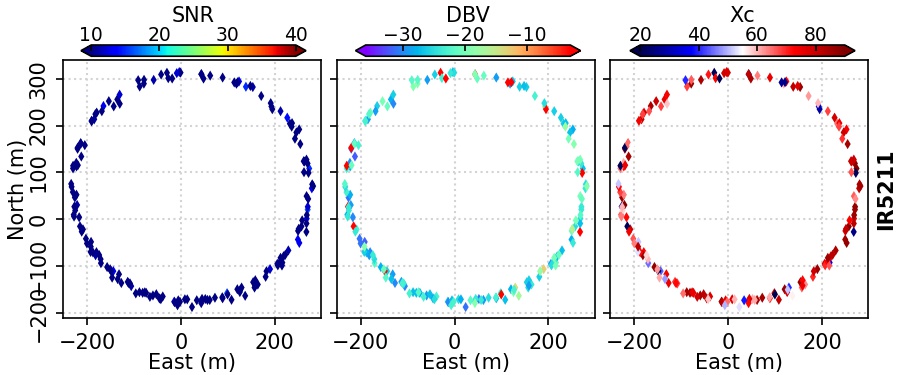 SNR DBV Xc
10 20 30 40 −30 −20 −10 20 40 60 80
300
200
100
0
−100
−200
North (m)
−200 0 200 −200 0 200 −200 0 200
East (m) East (m) East (m)
IR5211